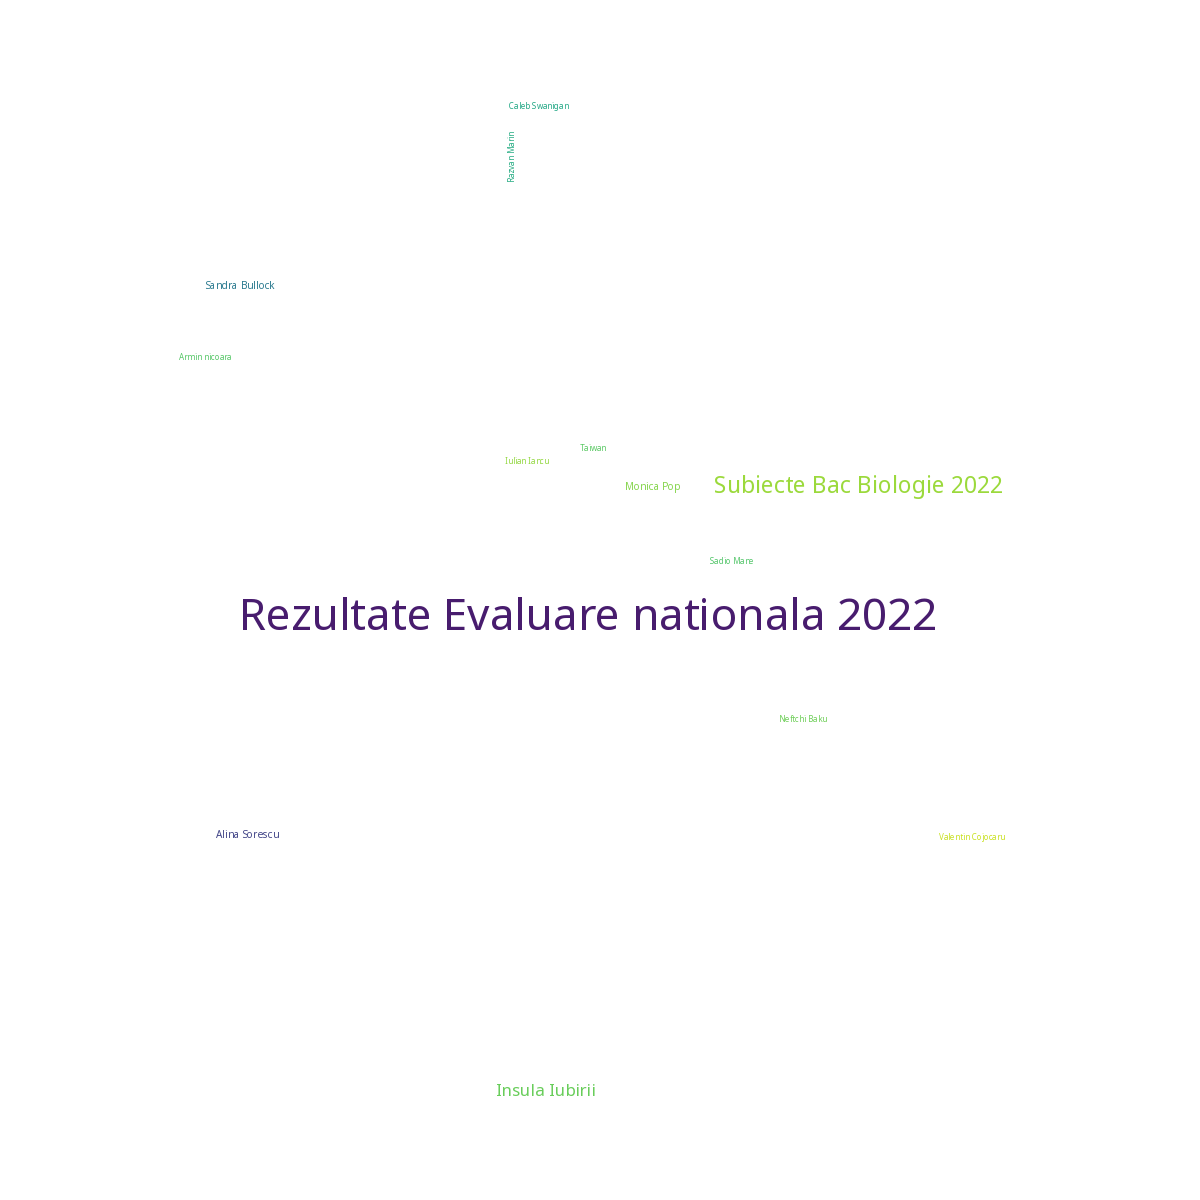 Caleb Swanigan
Razvan Marin
Sandra Bullock
Armin nicoara
Taiwan
Iulian Iancu
Monica Pop
Subiecte Bac Biologie 2022
Sadio Mane
Rezultate Evaluare nationala 2022
Neftchi Baku
Alina Sorescu
Valentin Cojocaru
Insula Iubirii